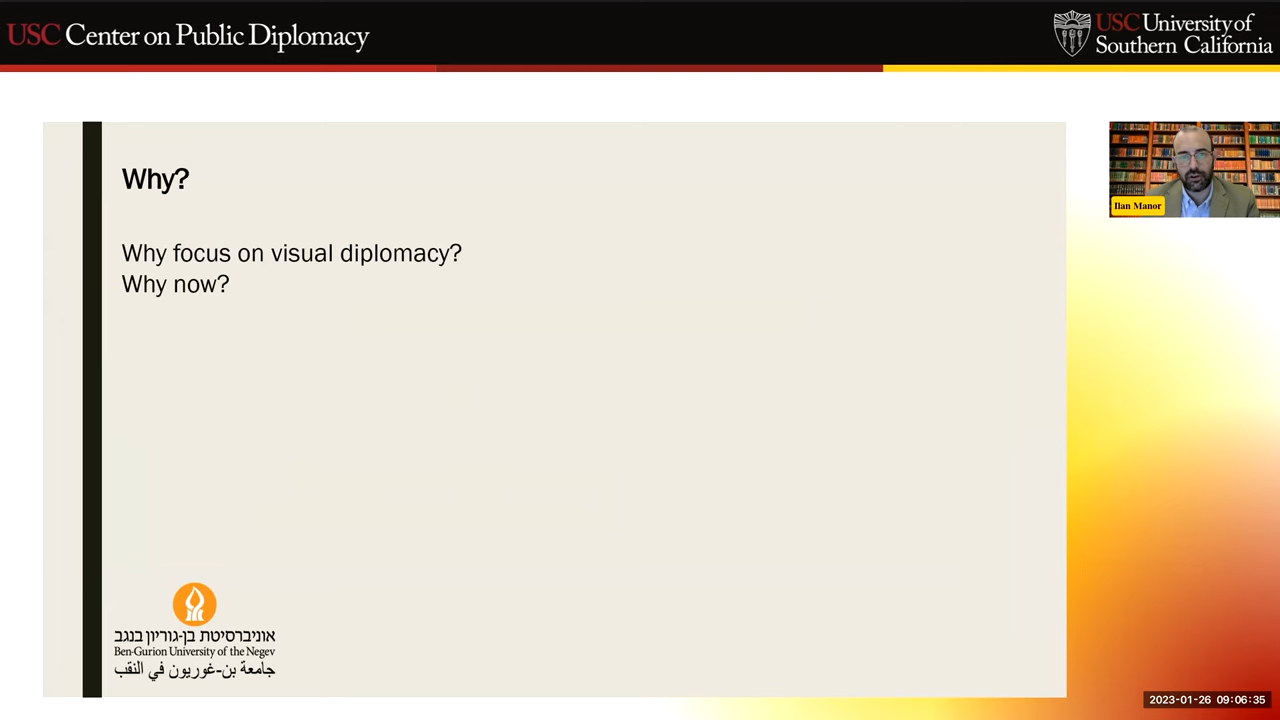 USC Center on Public Diplomacy
USC University of
Southern California
Why?
Why focus on visual diplomacy?
Why now?
Ilan Manor
אוניברסיטת בן-גוריון בנגב
Ben-Gurion University of the Negev
جامعة بن-غوريون في النقب
2023-01-26 09:06:35